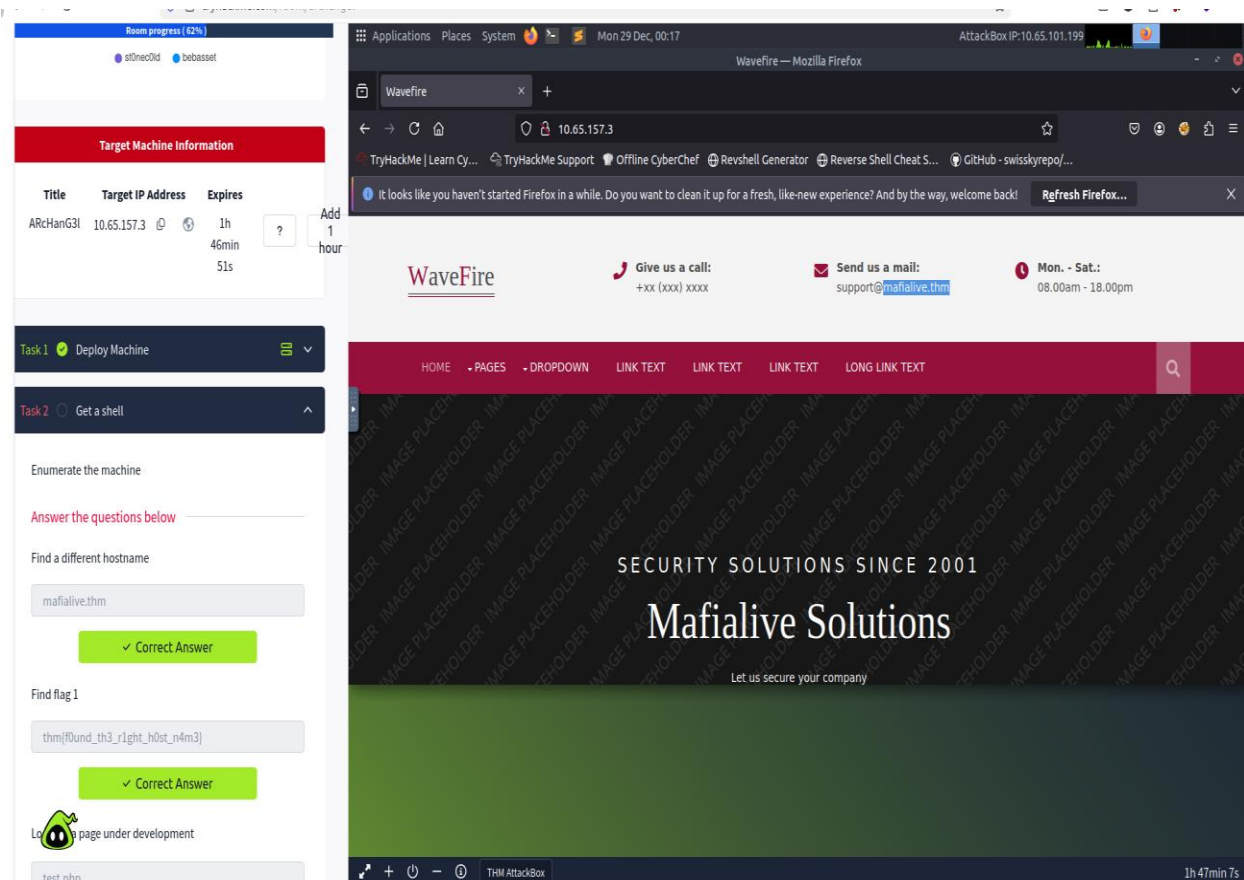 Room progress ( 62% )
st0nec0ld bebasset
Target Machine Information
Title Target IP Address Expires
ARcHanG3l 10.65.157.3 1h 46min 51s ? Add 1 hour
Task 1 Deploy Machine
Task 2 Get a shell
Enumerate the machine
Answer the questions below
Find a different hostname
mafialive.thm
✓ Correct Answer
Find flag 1
thm{f0und_th3_r1ght_h0st_n4m3}
✓ Correct Answer
page under development
test.php
Applications Places System Mon 29 Dec, 00:17 AttackBox IP:10.65.101.199
Wavefire — Mozilla Firefox
Wavefire
10.65.157.3
TryHackMe | Learn Cy... TryHackMe Support Offline CyberChef Revshell Generator Reverse Shell Cheat S... GitHub - swisskyrepo/...
It looks like you haven't started Firefox in a while. Do you want to clean it up for a fresh, like-new experience? And by the way, welcome back! Refresh Firefox...
WaveFire
Give us a call:
+xx (xxx) xxxx
Send us a mail:
support@mafialive.thm
Mon. - Sat.:
08.00am - 18.00pm
HOME PAGES DROPDOWN LINK TEXT LINK TEXT LINK TEXT LONG LINK TEXT
IMAGE PLACEHOLDER
SECURITY SOLUTIONS SINCE 2001
Mafialive Solutions
Let us secure your company
THM AttackBox
1h 47min 7s